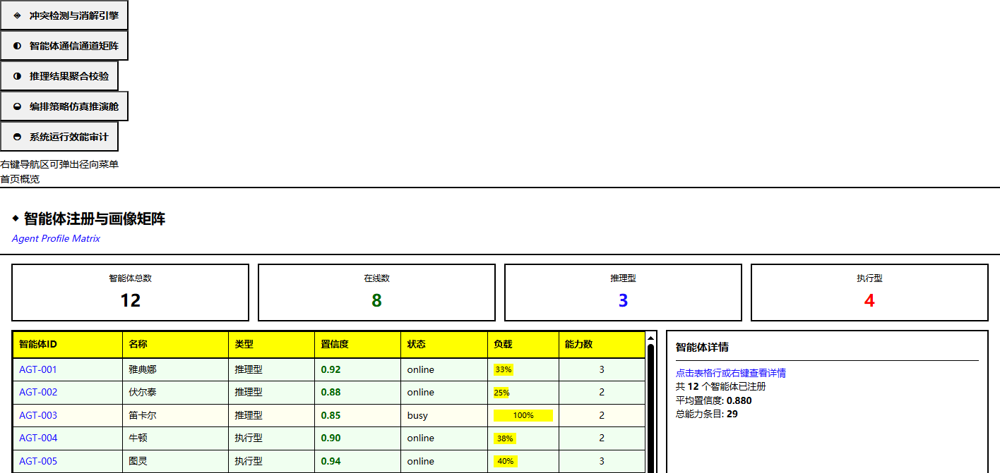 ◈ 冲突检测与消解引擎
◐ 智能体通信通道矩阵
◑ 推理结果聚合校验
◒ 编排策略仿真推演舱
◓ 系统运行效能审计
右键导航区可弹出径向菜单
首页概览
◆ 智能体注册与画像矩阵
Agent Profile Matrix
智能体总数
12
在线数
8
推理型
3
执行型
4
智能体ID 名称 类型 置信度 状态 负载 能力数
AGT-001 雅典娜 推理型 0.92 online 33% 3
AGT-002 伏尔泰 推理型 0.88 online 25% 2
AGT-003 笛卡尔 推理型 0.85 busy 100% 2
AGT-004 牛顿 执行型 0.90 online 38% 2
AGT-005 图灵 执行型 0.94 online 40% 3
智能体详情
点击表格行或右键查看详情
共 12 个智能体已注册
平均置信度: 0.880
总能力条目: 29